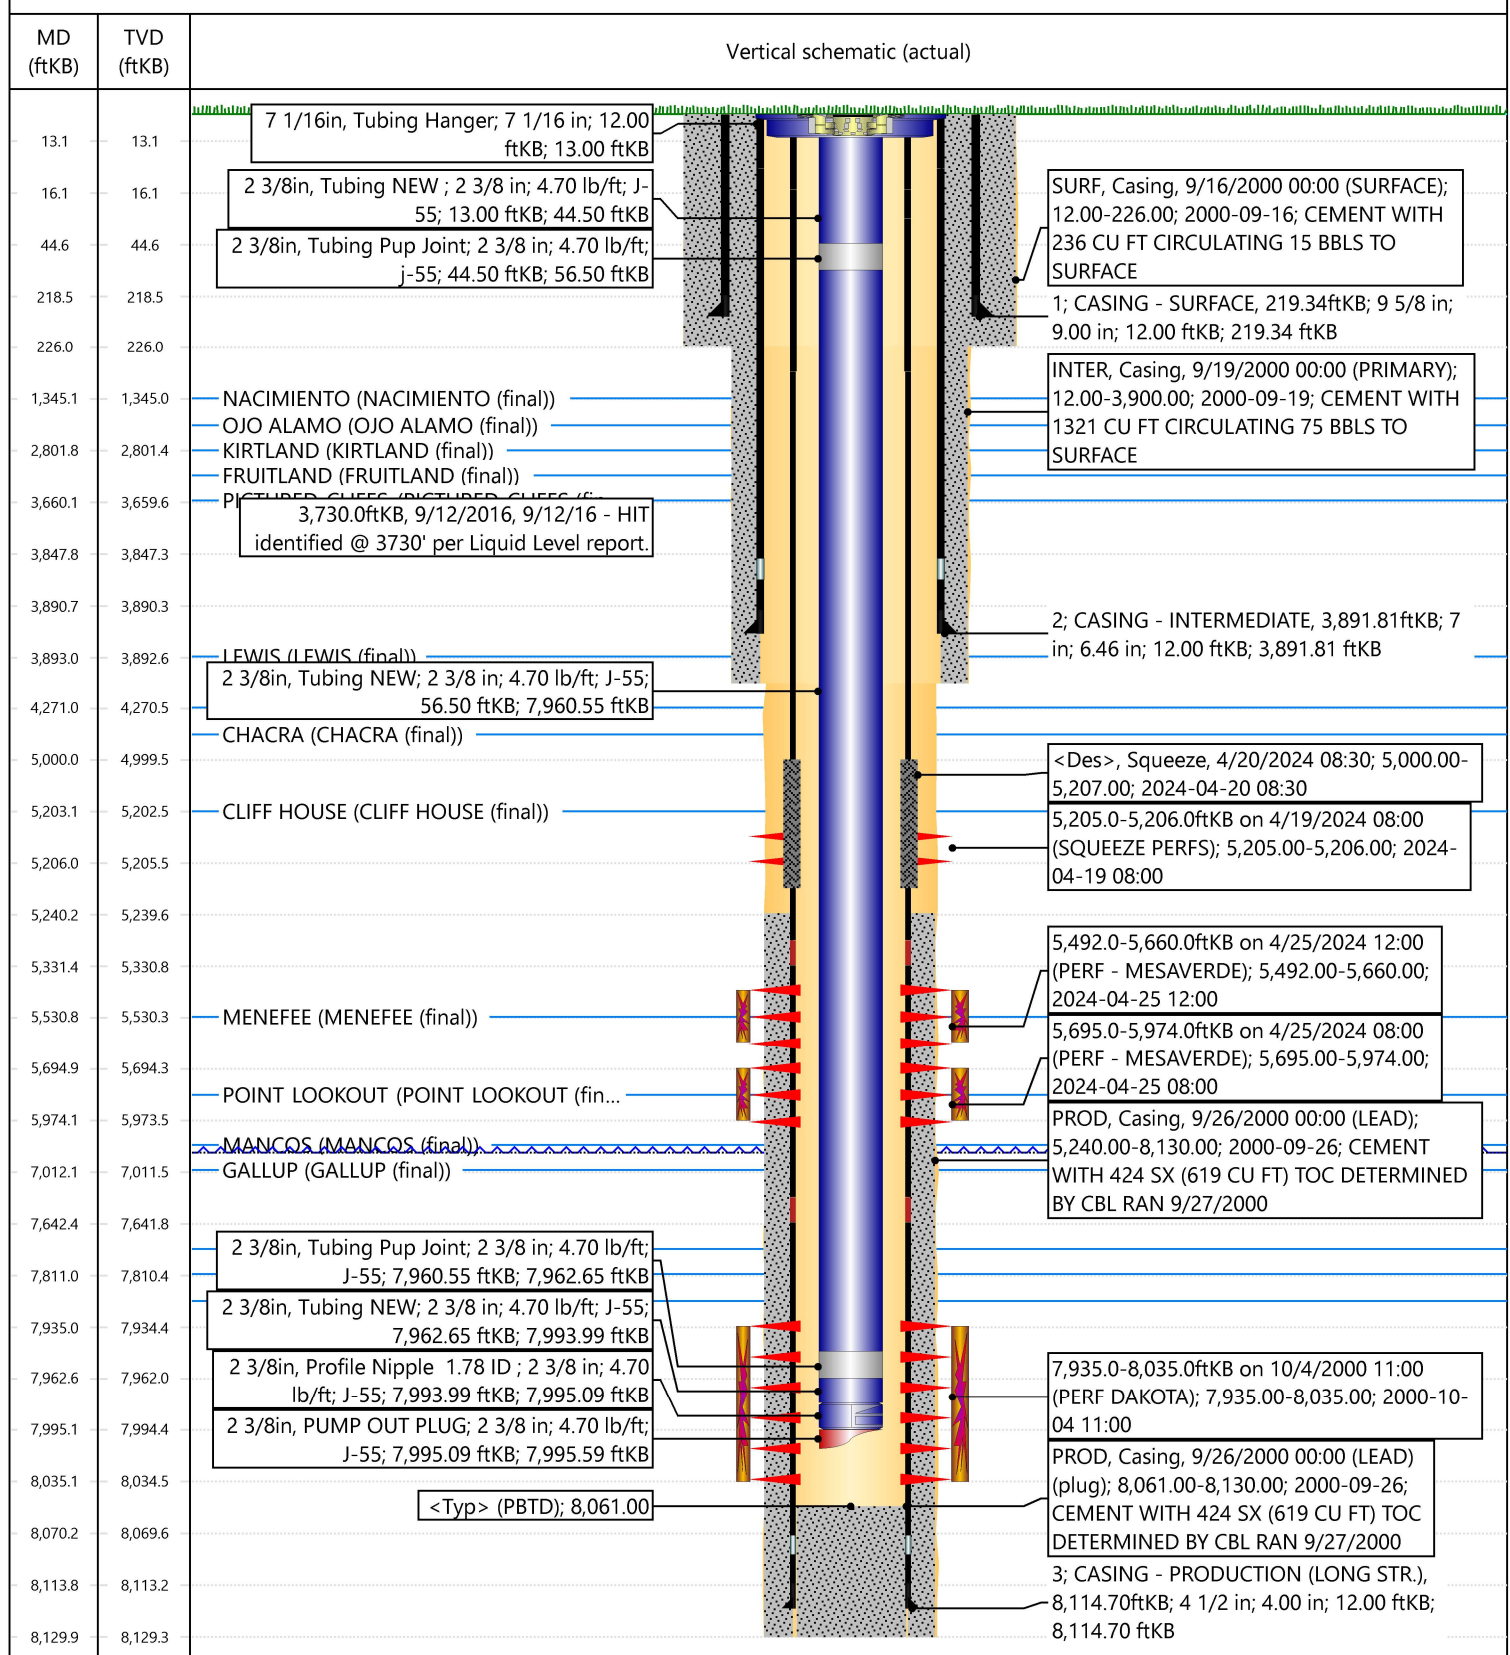 MD
(ftKB)
TVD
(ftKB)
Vertical schematic (actual)
13.1 13.1
16.1 16.1
44.6 44.6
218.5 218.5
226.0 226.0
1,345.1 1,345.0
2,801.8 2,801.4
3,660.1 3,659.6
3,847.8 3,847.3
3,890.7 3,890.3
3,893.0 3,892.6
4,271.0 4,270.5
5,000.0 4,999.5
5,203.1 5,202.5
5,206.0 5,205.5
5,240.2 5,239.6
5,331.4 5,330.8
5,530.8 5,530.3
5,694.9 5,694.3
5,974.1 5,973.5
7,012.1 7,011.5
7,642.4 7,641.8
7,811.0 7,810.4
7,935.0 7,934.4
7,962.6 7,962.0
7,995.1 7,994.4
8,035.1 8,034.5
8,070.2 8,069.6
8,113.8 8,113.2
8,129.9 8,129.3
7 1/16in, Tubing Hanger; 7 1/16 in; 12.00
ftKB; 13.00 ftKB
2 3/8in, Tubing NEW ; 2 3/8 in; 4.70 lb/ft; J-
55; 13.00 ftKB; 44.50 ftKB
2 3/8in, Tubing Pup Joint; 2 3/8 in; 4.70 lb/ft;
j-55; 44.50 ftKB; 56.50 ftKB
NACIMIENTO (NACIMIENTO (final))
OJO ALAMO (OJO ALAMO (final))
KIRTLAND (KIRTLAND (final))
FRUITLAND (FRUITLAND (final))
PICTURED CLIFFS (PICTURED CLIFFS (fin...
3,730.0ftKB, 9/12/2016, 9/12/16 - HIT
identified @ 3730' per Liquid Level report.
LEWIS (LEWIS (final))
2 3/8in, Tubing NEW; 2 3/8 in; 4.70 lb/ft; J-55;
56.50 ftKB; 7,960.55 ftKB
CHACRA (CHACRA (final))
CLIFF HOUSE (CLIFF HOUSE (final))
MENEFEE (MENEFEE (final))
POINT LOOKOUT (POINT LOOKOUT (fin...
MANCOS (MANCOS (final))
GALLUP (GALLUP (final))
2 3/8in, Tubing Pup Joint; 2 3/8 in; 4.70 lb/ft;
J-55; 7,960.55 ftKB; 7,962.65 ftKB
2 3/8in, Tubing NEW; 2 3/8 in; 4.70 lb/ft; J-55;
7,962.65 ftKB; 7,993.99 ftKB
2 3/8in, Profile Nipple  1.78 ID ; 2 3/8 in; 4.70
lb/ft; J-55; 7,993.99 ftKB; 7,995.09 ftKB
2 3/8in, PUMP OUT PLUG; 2 3/8 in; 4.70 lb/ft;
J-55; 7,995.09 ftKB; 7,995.59 ftKB
<Typ> (PBTD); 8,061.00
SURF, Casing, 9/16/2000 00:00 (SURFACE);
12.00-226.00; 2000-09-16; CEMENT WITH
236 CU FT CIRCULATING 15 BBLS TO
SURFACE
1; CASING - SURFACE, 219.34ftKB; 9 5/8 in;
9.00 in; 12.00 ftKB; 219.34 ftKB
INTER, Casing, 9/19/2000 00:00 (PRIMARY);
12.00-3,900.00; 2000-09-19; CEMENT WITH
1321 CU FT CIRCULATING 75 BBLS TO
SURFACE
2; CASING - INTERMEDIATE, 3,891.81ftKB; 7
in; 6.46 in; 12.00 ftKB; 3,891.81 ftKB
<Des>, Squeeze, 4/20/2024 08:30; 5,000.00-
5,207.00; 2024-04-20 08:30
5,205.0-5,206.0ftKB on 4/19/2024 08:00
(SQUEEZE PERFS); 5,205.00-5,206.00; 2024-
04-19 08:00
5,492.0-5,660.0ftKB on 4/25/2024 12:00
(PERF - MESAVERDE); 5,492.00-5,660.00;
2024-04-25 12:00
5,695.0-5,974.0ftKB on 4/25/2024 08:00
(PERF - MESAVERDE); 5,695.00-5,974.00;
2024-04-25 08:00
PROD, Casing, 9/26/2000 00:00 (LEAD);
5,240.00-8,130.00; 2000-09-26; CEMENT
WITH 424 SX (619 CU FT) TOC DETERMINED
BY CBL RAN 9/27/2000
7,935.0-8,035.0ftKB on 10/4/2000 11:00
(PERF DAKOTA); 7,935.00-8,035.00; 2000-10-
04 11:00
PROD, Casing, 9/26/2000 00:00 (LEAD)
(plug); 8,061.00-8,130.00; 2000-09-26;
CEMENT WITH 424 SX (619 CU FT) TOC
DETERMINED BY CBL RAN 9/27/2000
3; CASING - PRODUCTION (LONG STR.),
8,114.70ftKB; 4 1/2 in; 4.00 in; 12.00 ftKB;
8,114.70 ftKB